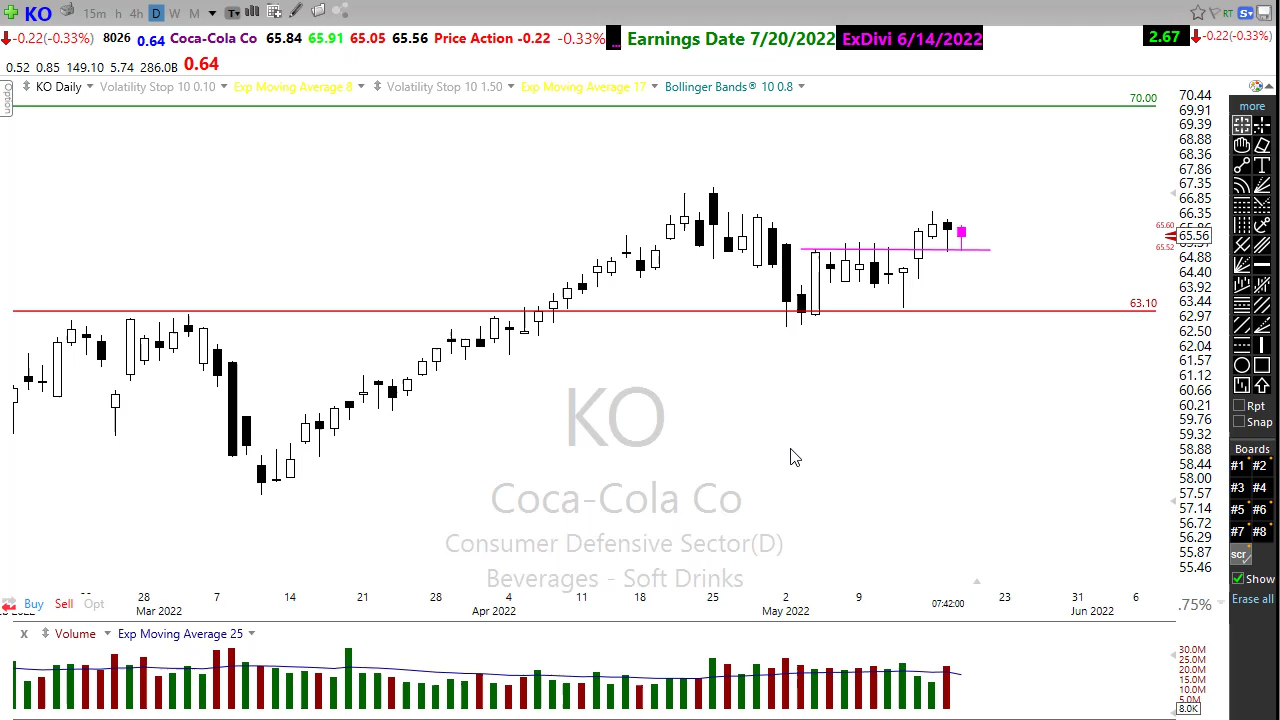 KO 15m h 4h D W M T RT S
-0.22(-0.33%) 8026 0.64 Coca-Cola Co 65.84 65.91 65.05 65.56 Price Action -0.22 -0.33% ... Earnings Date 7/20/2022 ExDivi 6/14/2022 2.67 -0.22(-0.33%)
0.52 0.85 149.10 5.74 286.0B 0.64
Option
KO Daily Volatility Stop 10 0.10 Exp Moving Average 8 Volatility Stop 10 1.50 Exp Moving Average 17 Bollinger Bands® 10 0.8
70.00
63.10
70.44
69.91
69.39
68.88
68.36
67.86
67.35
66.85
66.35
65.60
65.56
65.52
64.88
64.40
63.92
63.44
62.97
62.50
62.04
61.57
61.12
60.66
60.21
59.76
59.32
58.88
58.44
58.00
57.57
57.14
56.72
56.29
55.87
55.46
KO
Coca-Cola Co
Consumer Defensive Sector(D)
Beverages - Soft Drinks
28 7 14 21 28 4 11 18 25 2 9 07:42:00 23 31 6
Mar 2022 Apr 2022 May 2022 Jun 2022
Buy Sell Opt
.75%
X Volume Exp Moving Average 25
30.0M
25.0M
20.0M
15.0M
10.0M
5.0M
8.0K
more
Rpt
Snap
Boards
#1 #2
#3 #4
#5 #6
#7 #8
scr
Show
Erase all